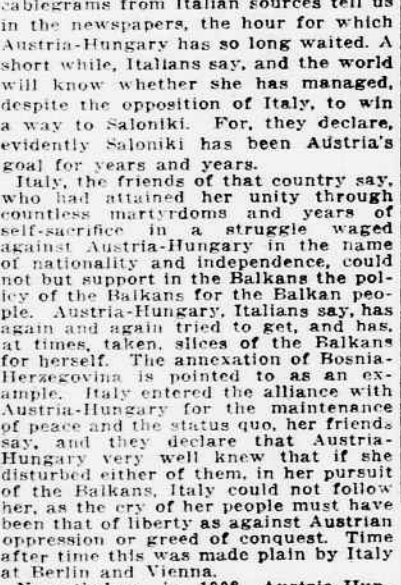 cablegrams from Italian sources tell us
in the newspapers, the hour for which
Austria-Hungary has so long waited. A
short while, Italians say, and the world
will know whether she has managed,
despite the opposition of Italy, to win
a way to Saloniki. For, they declare,
evidently Saloniki has been Austria's
goal for years and years.
Italy, the friends of that country say,
who had attained her unity through
countless martyrdoms and years of
self-sacrifice in a struggle waged
against Austria-Hungary in the name
of nationality and independence, could
not but support in the Balkans the pol-
icy of the Balkans for the Balkan peo-
ple. Austria-Hungary, Italians say, has
again and again tried to get, and has,
at times, taken, slices of the Balkans
for herself. The annexation of Bosnia-
Herzegovina is pointed to as an ex-
ample. Italy entered the alliance with
Austria-Hungary for the maintenance
of peace and the status quo, her friends
say, and they declare that Austria-
Hungary very well knew that if she
disturbed either of them, in her pursuit
of the Balkans, Italy could not follow
her, as the cry of her people must have
been that of liberty as against Austrian
oppression or greed of conquest. Time
after time this was made plain by Italy
at Berlin and Vienna.